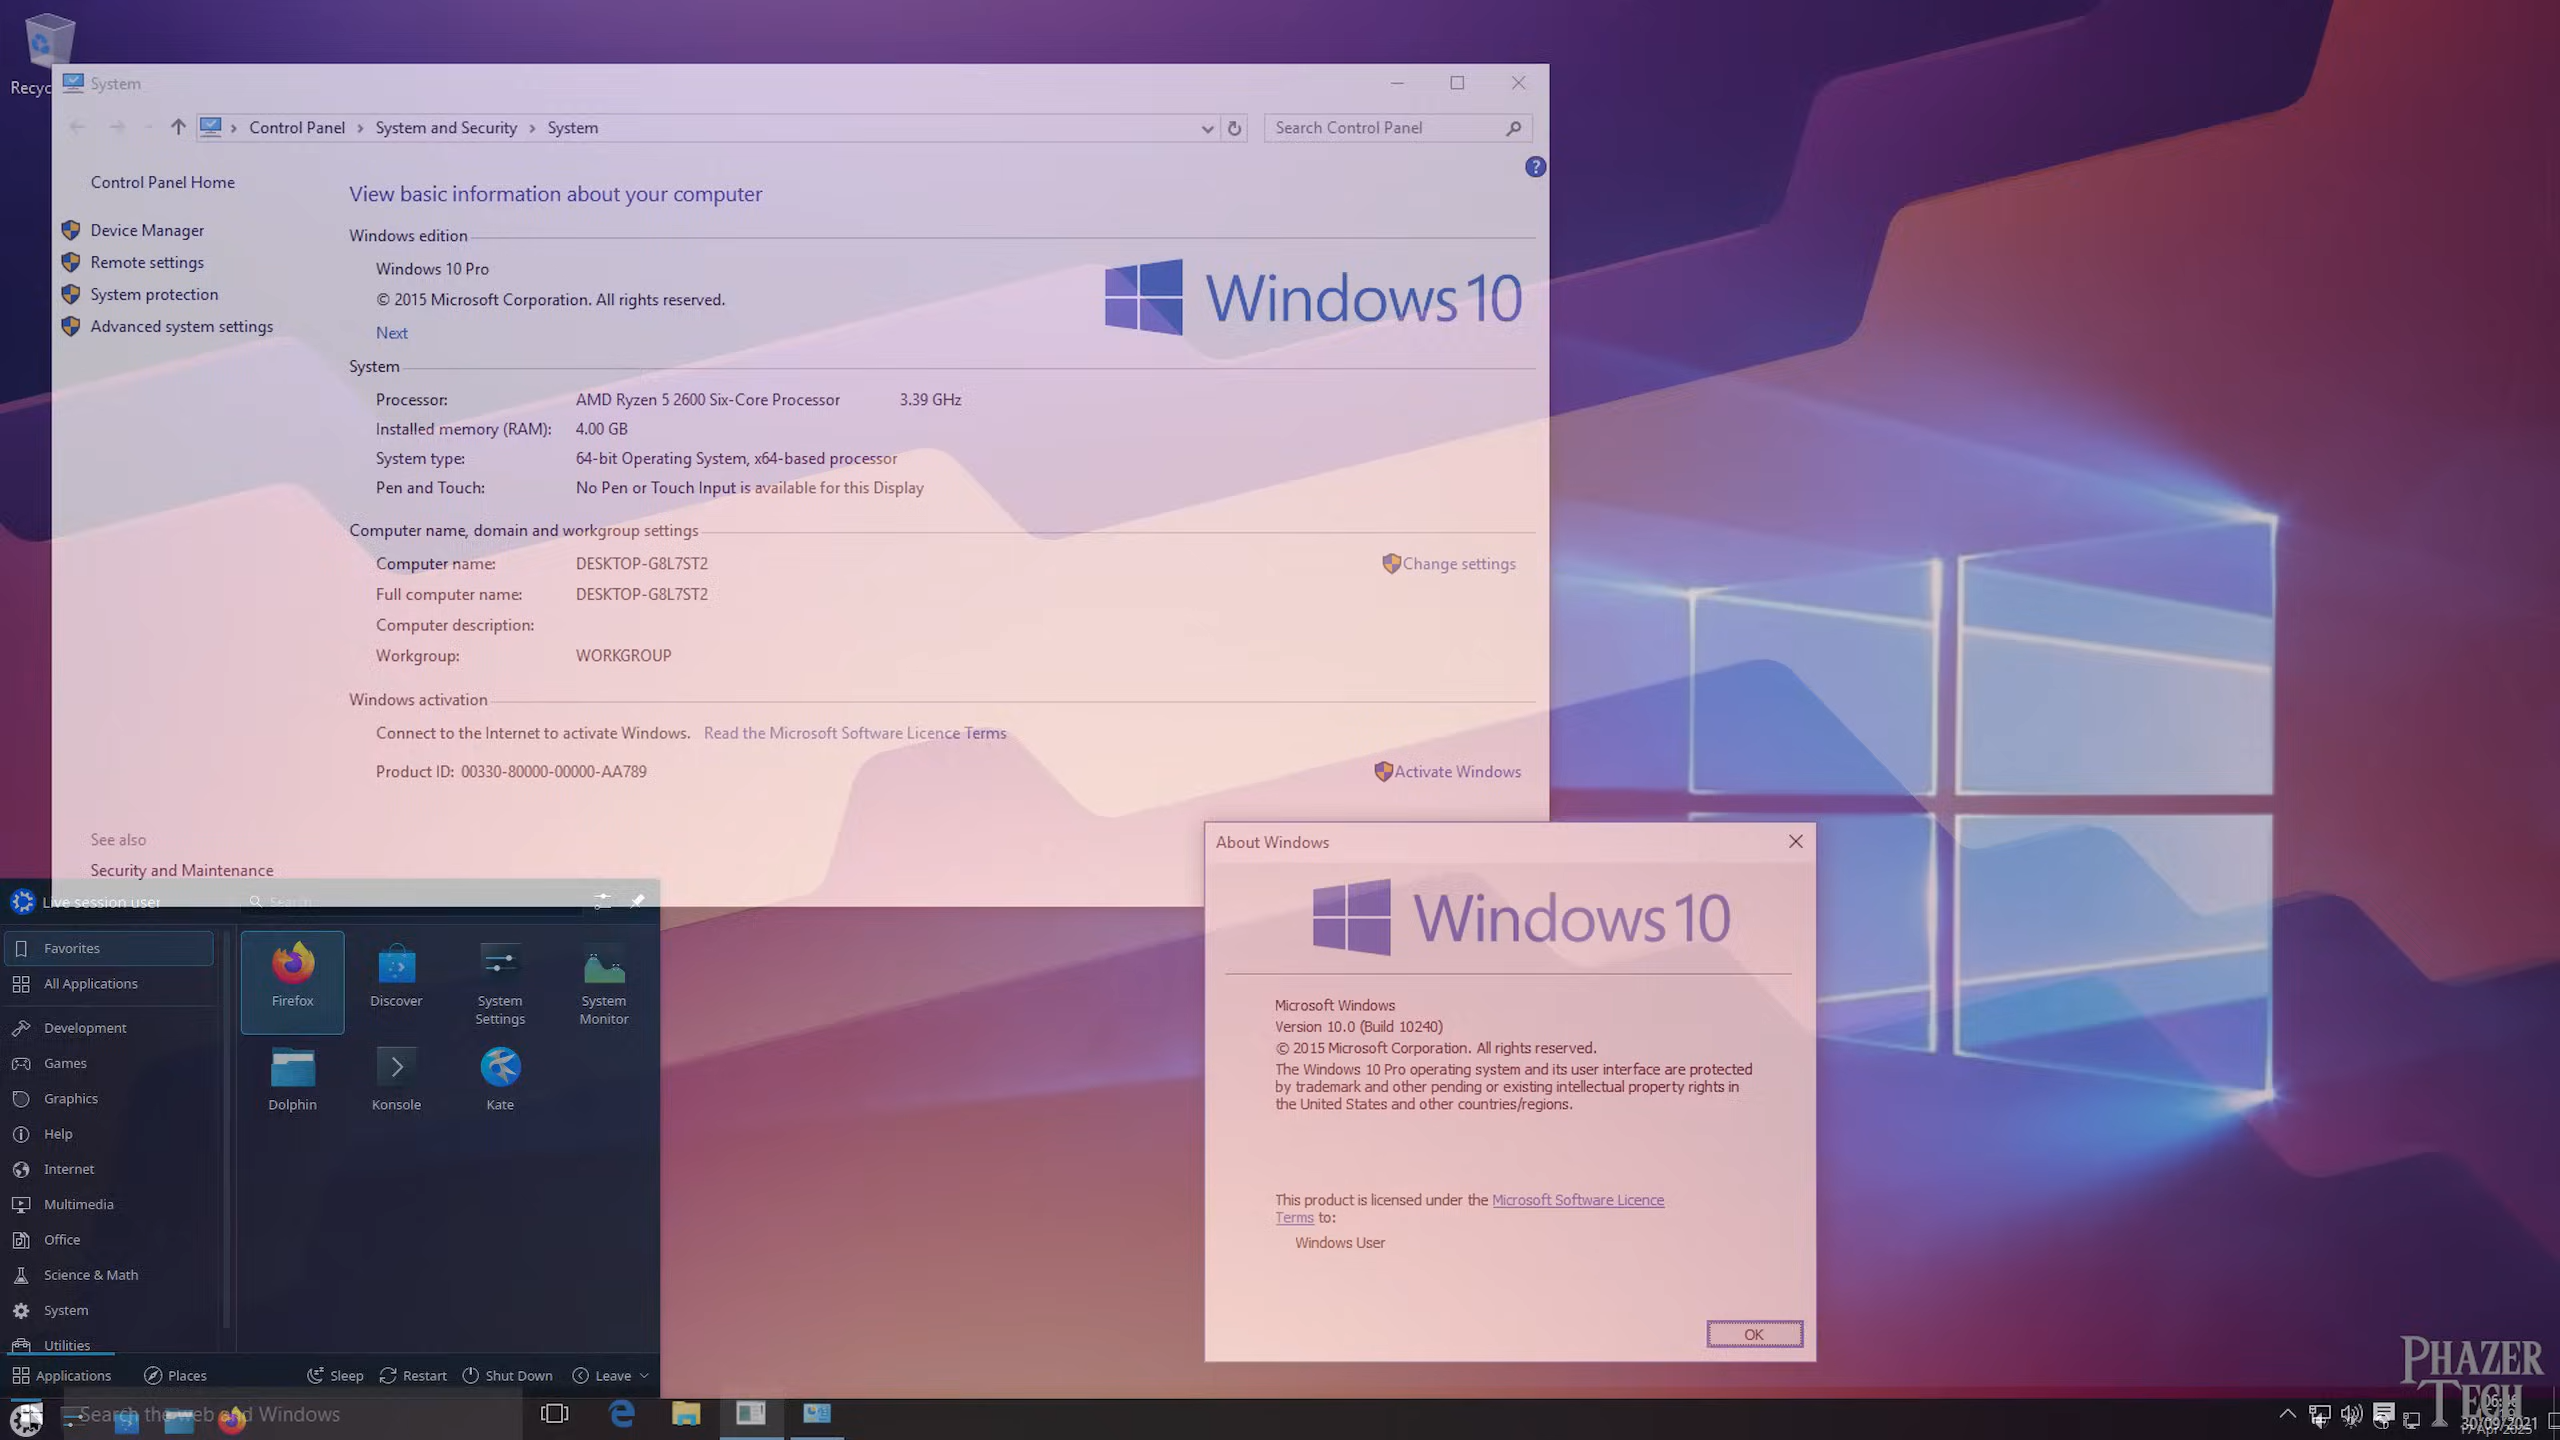 Recyc
System
Control Panel > System and Security > System
Search Control Panel
Control Panel Home
Device Manager
Remote settings
System protection
Advanced system settings
View basic information about your computer
Windows edition
Windows 10 Pro
© 2015 Microsoft Corporation. All rights reserved.
Next
Windows 10
System
Processor: AMD Ryzen 5 2600 Six-Core Processor 3.39 GHz
Installed memory (RAM): 4.00 GB
System type: 64-bit Operating System, x64-based processor
Pen and Touch: No Pen or Touch Input is available for this Display
Computer name, domain and workgroup settings
Computer name: DESKTOP-G8L7ST2
Change settings
Full computer name: DESKTOP-G8L7ST2
Computer description:
Workgroup: WORKGROUP
Windows activation
Connect to the Internet to activate Windows. Read the Microsoft Software Licence Terms
Product ID: 00330-80000-00000-AA789
Activate Windows
See also
Security and Maintenance
Live session user
Search
Favorites
All Applications
Development
Games
Graphics
Help
Internet
Multimedia
Office
Science & Math
System
Utilities
Firefox
Discover
System
Settings
System
Monitor
Dolphin
Konsole
Kate
Applications
Places
Sleep
Restart
Shut Down
Leave
About Windows
Windows 10
Microsoft Windows
Version 10.0 (Build 10240)
© 2015 Microsoft Corporation. All rights reserved.
The Windows 10 Pro operating system and its user interface are protected
by trademark and other pending or existing intellectual property rights in
the United States and other countries/regions.
This product is licensed under the Microsoft Software Licence
Terms to:
Windows User
OK
Search the web and Windows
PHAZER
TECH
30/09/2021
17 Apr 2025